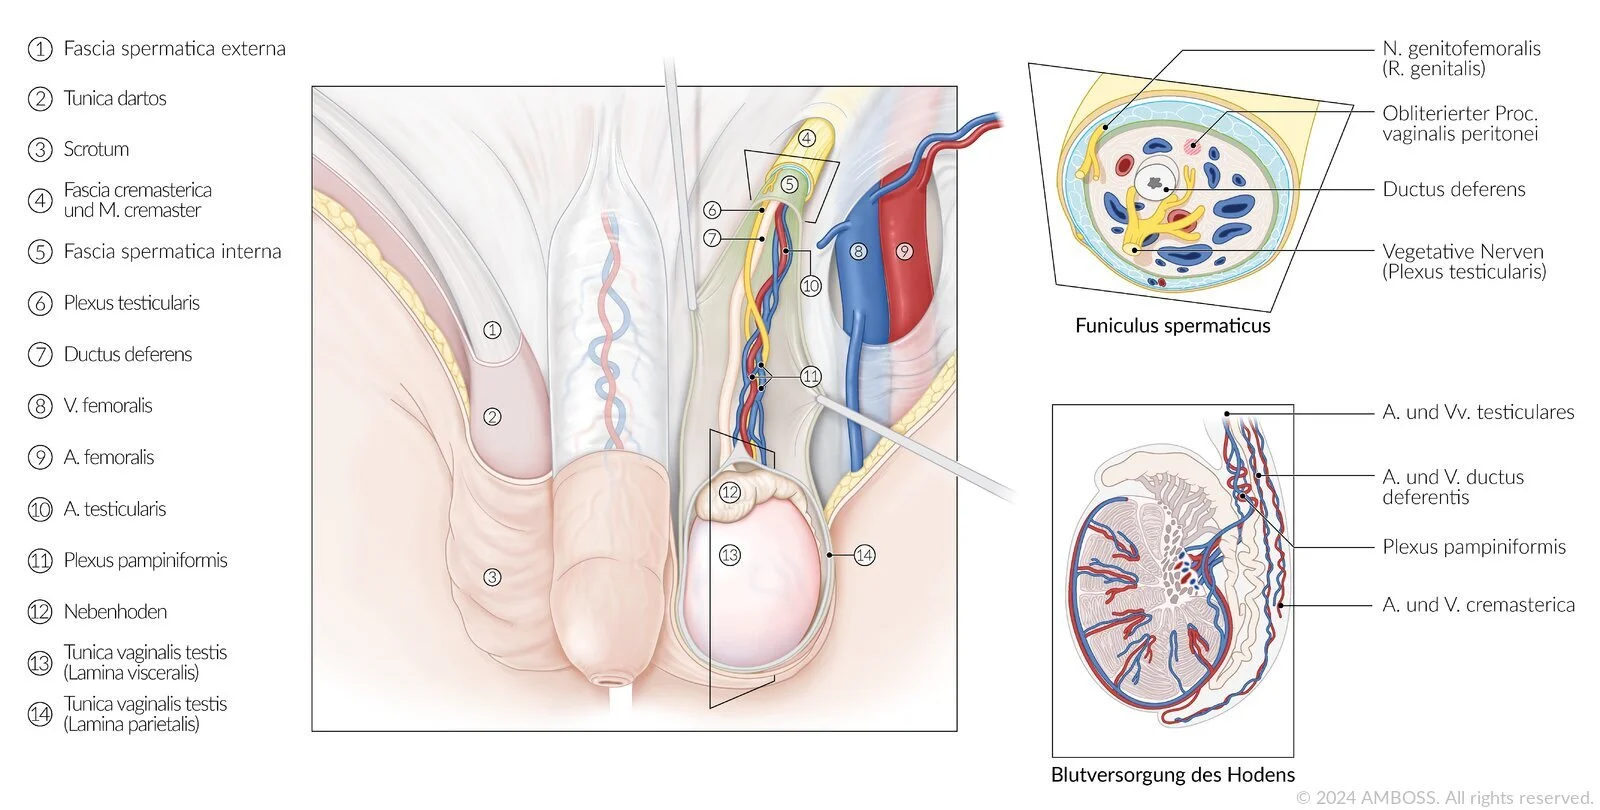 1 Fascia spermatica externa
2 Tunica dartos
3 Scrotum
4 Fascia cremasterica
und M. cremaster
5 Fascia spermatica interna
6 Plexus testicularis
7 Ductus deferens
8 V. femoralis
9 A. femoralis
10 A. testicularis
11 Plexus pampiniformis
12 Nebenhoden
13 Tunica vaginalis testis
(Lamina visceralis)
14 Tunica vaginalis testis
(Lamina parietalis)
4
5
6
7
8
9
10
1
11
2
12
13
14
3
N. genitofemoralis
(R. genitalis)
Obliterierter Proc.
vaginalis peritonei
Ductus deferens
Vegetative Nerven
(Plexus testicularis)
Funiculus spermaticus
A. und Vv. testiculares
A. und V. ductus
deferentis
Plexus pampiniformis
A. und V. cremasterica
Blutversorgung des Hodens
© 2024 AMBOSS. All rights reserved.